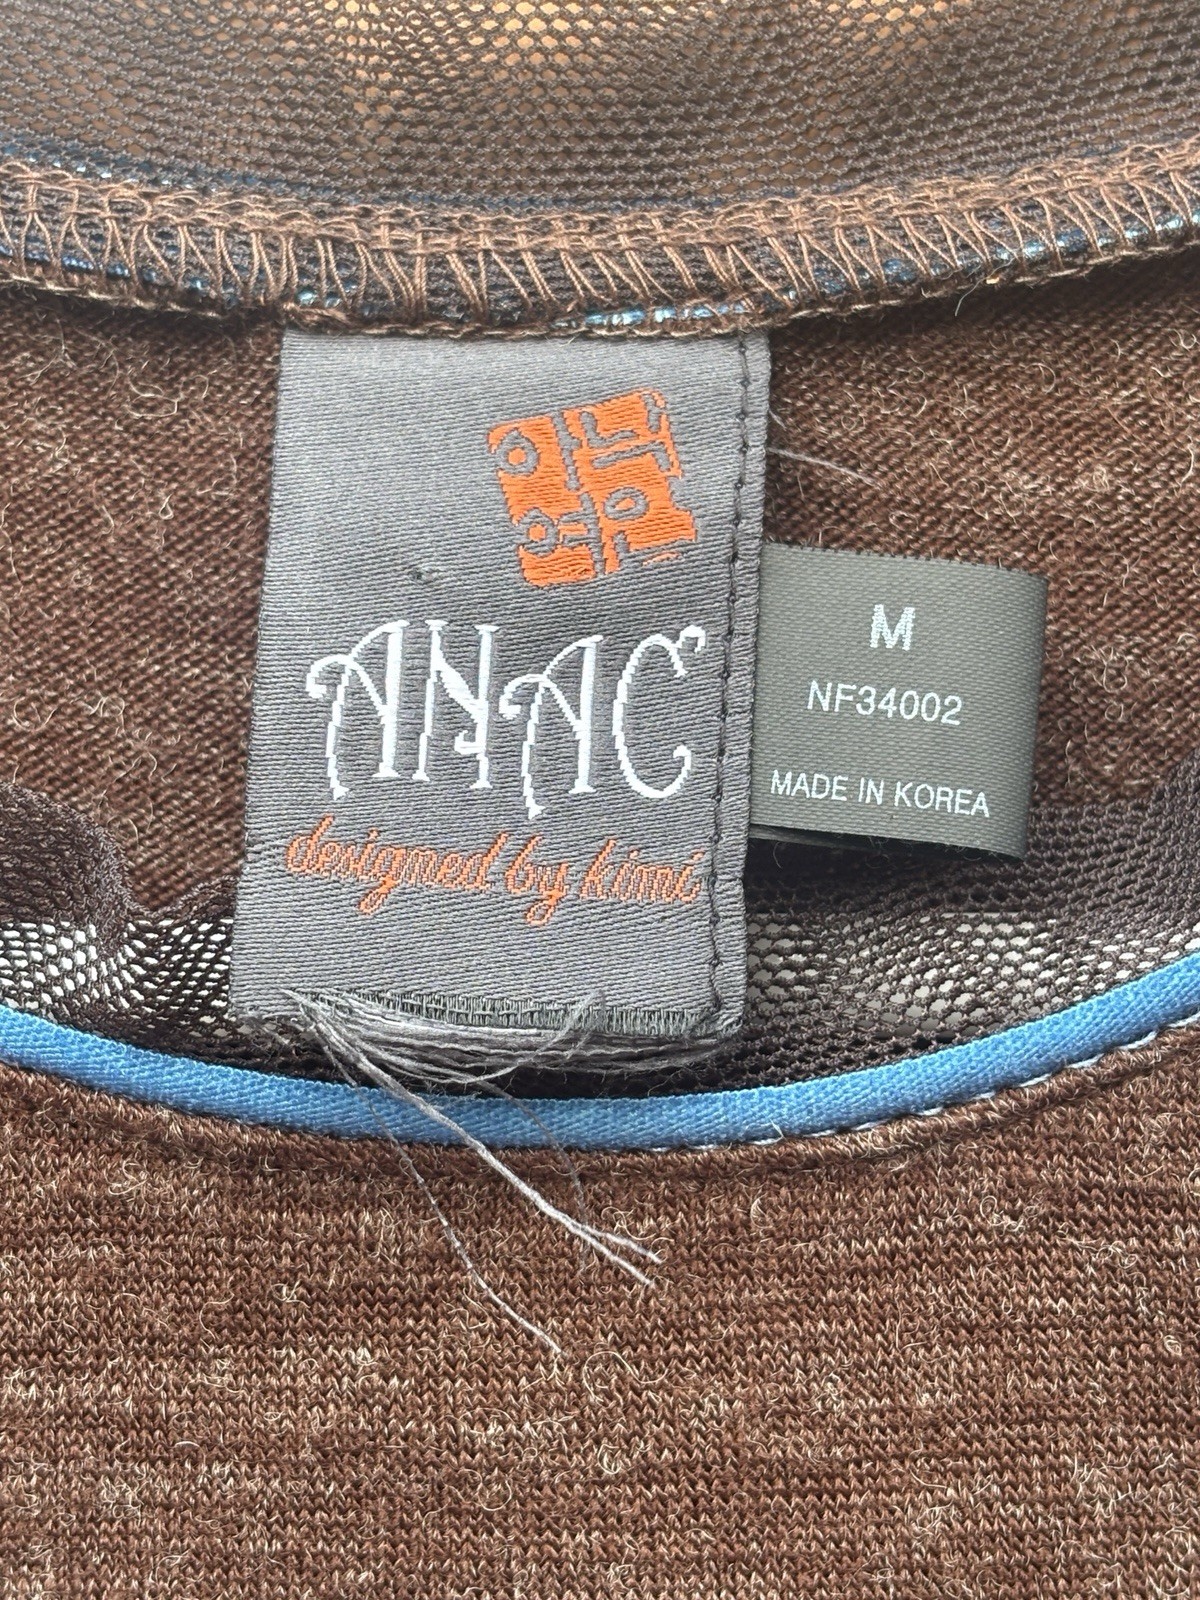 ANAC
designed by kimi
M
NF34002
MADE IN KOREA